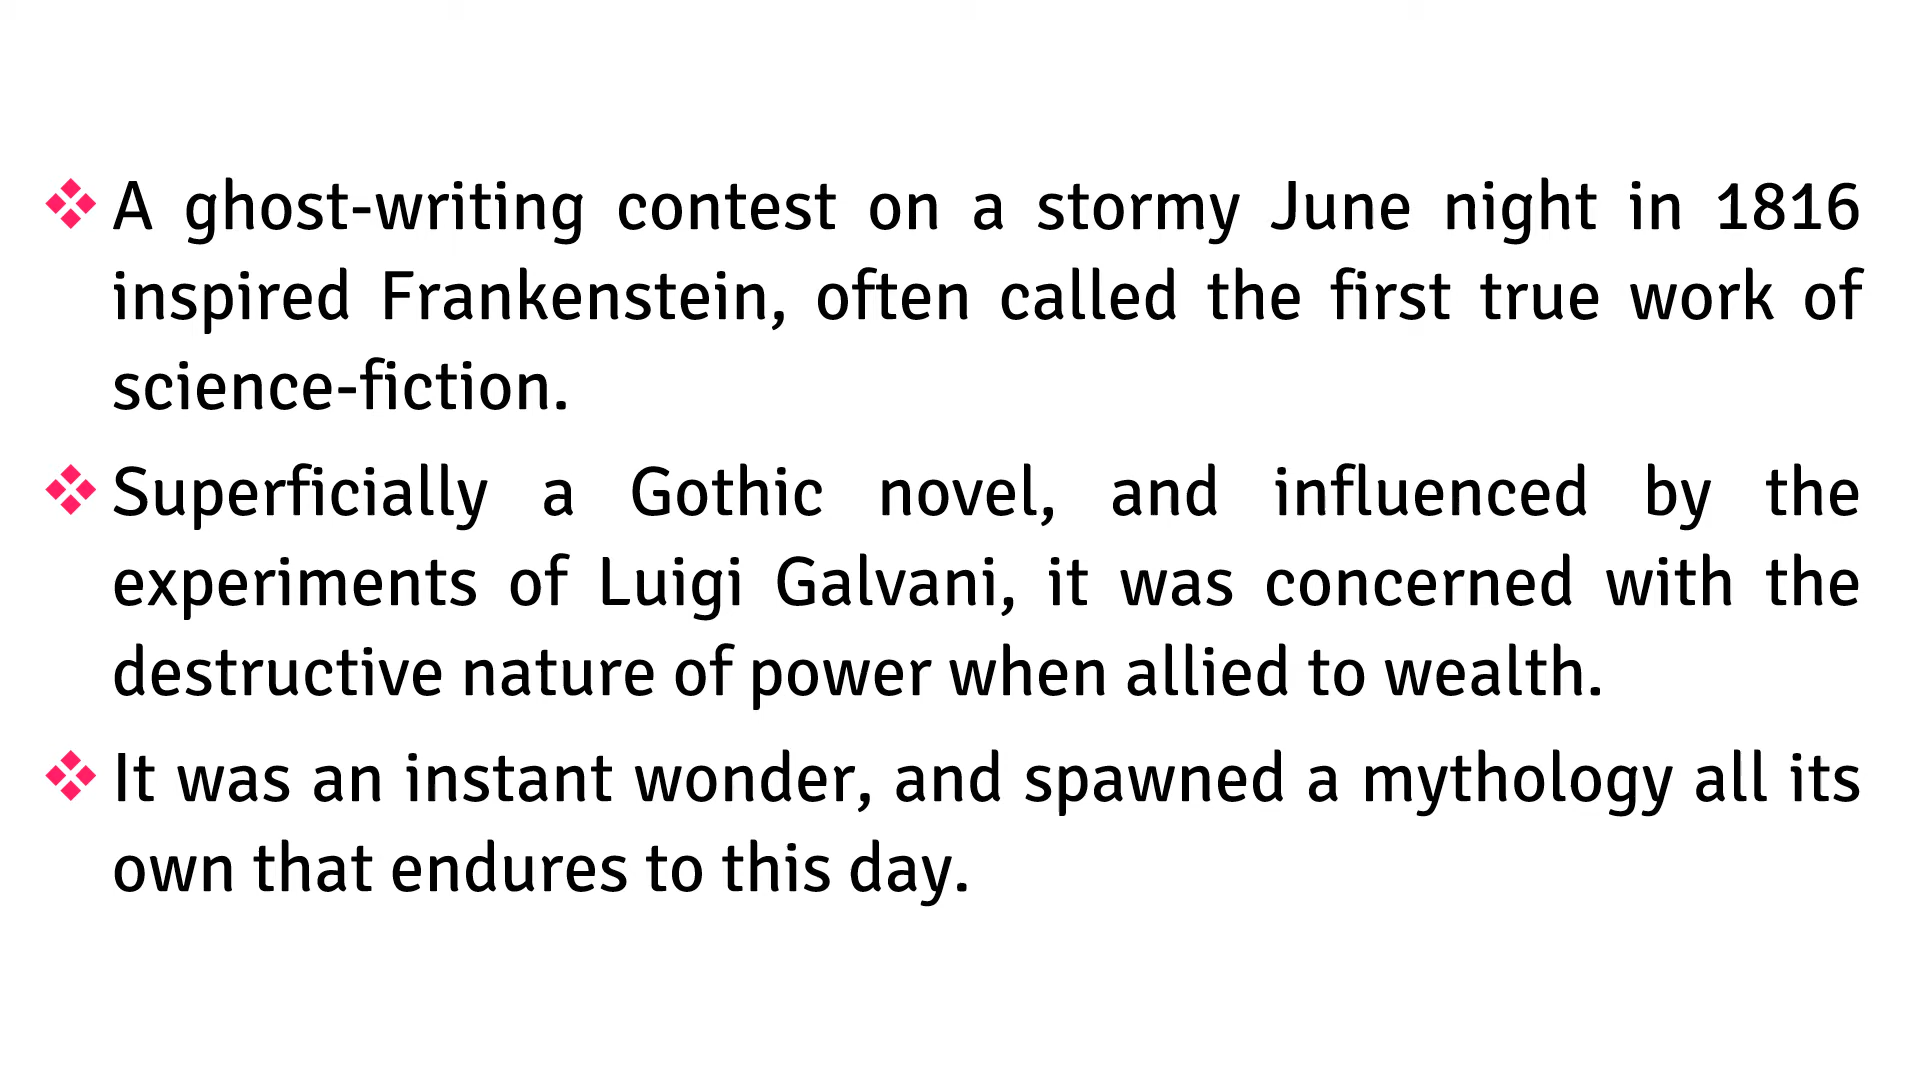 ❖ A ghost-writing contest on a stormy June night in 1816
inspired Frankenstein, often called the first true work of
science-fiction.
❖ Superficially a Gothic novel, and influenced by the
experiments of Luigi Galvani, it was concerned with the
destructive nature of power when allied to wealth.
❖ It was an instant wonder, and spawned a mythology all its
own that endures to this day.